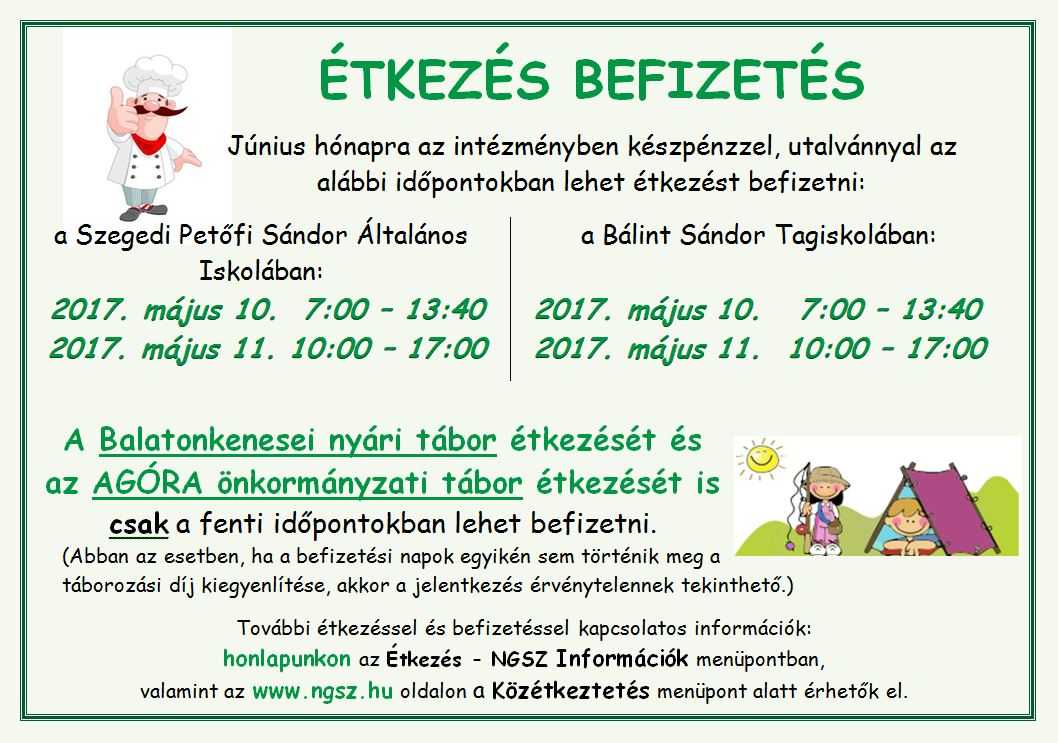 ÉTKEZÉS BEFIZETÉS
Június hónapra az intézményben készpénzzel, utalvánnyal az
alábbi időpontokban lehet étkezést befizetni:
a Szegedi Petőfi Sándor Általános
Iskolában:
2017. május 10. 7:00 – 13:40
2017. május 11. 10:00 – 17:00
a Bálint Sándor Tagiskolában:
2017. május 10. 7:00 – 13:40
2017. május 11. 10:00 – 17:00
A Balatonkenesei nyári tábor étkezését és
az AGÓRA önkormányzati tábor étkezését is
csak a fenti időpontokban lehet befizetni.
(Abban az esetben, ha a befizetési napok egyikén sem történik meg a
táborozási díj kiegyenlítése, akkor a jelentkezés érvénytelennek tekinthető.)
További étkezéssel és befizetéssel kapcsolatos információk:
honlapunkon az Étkezés - NGSZ Információk menüpontban,
valamint az www.ngsz.hu oldalon a Közétkeztetés menüpont alatt érhetők el.